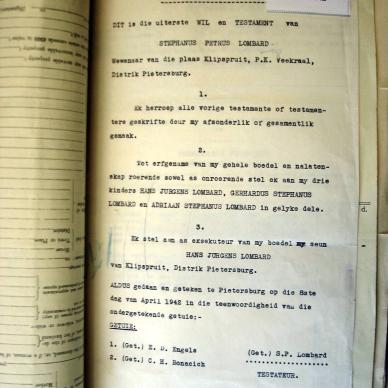 DIT is die uiterste WIL en TESTAMENT van
STEPHANUS PETRUS LOMBARD
Wewenaar van die plaas Klipspruit, P.K. Veekraal,
Distrik Pietersburg.
1.
Ek herroep alle vorige testamente of testamen-
tere geskrifte deur my afsonderlik of gesamentlik
gemaak.
2.
Tot erfgename van my gehele boedel en nalaten-
skap roerende sowel as onroerende stel ek aan my drie
kinders HANS JURGENS LOMBARD, GERHARDUS STEPHANUS
LOMBARD en ADRIAAN STEPHANUS LOMBARD in gelyke dele.
3.
Ek stel aan as eksekuteur van my boedel my seun
HANS JURGENS LOMBARD
van Klipspruit, Distrik Pietersburg.
ALDUS gedaan en geteken te Pietersburg op die 8ste
dag van April 1942 in die teenwoordigheid van die
ondergetekende getuie:-
GETUIE:
1. (Get.) E. D. Engels (Get.) S.P. Lombard
2. (Get.) C. H. Bonacich
TESTATEUR.
d.